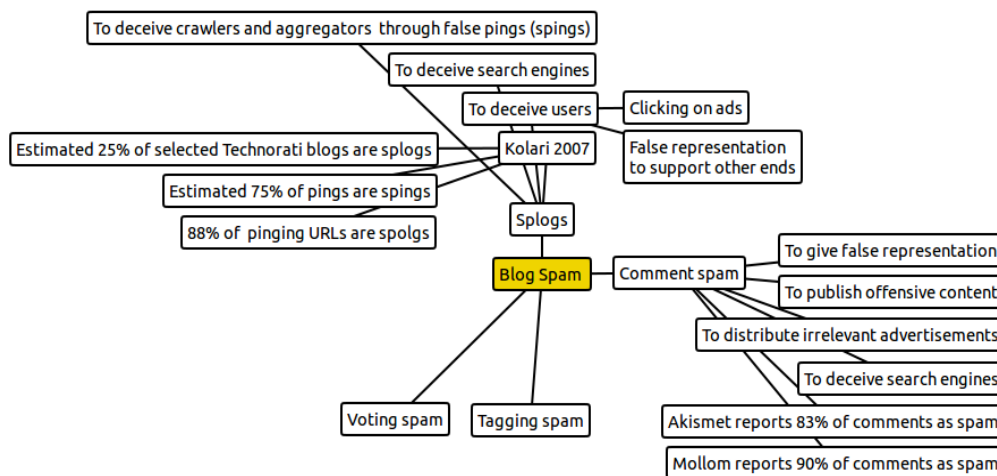 To deceive crawlers and aggregators through false pings (spings)
To deceive search engines
To deceive users
Clicking on ads
Estimated 25% of selected Technorati blogs are splogs
Kolari 2007
False representation
to support other ends
Estimated 75% of pings are spings
88% of pinging URLs are spolgs
Splogs
To give false representation
Blog Spam
Comment spam
To publish offensive content
To distribute irrelevant advertisements
To deceive search engines
Voting spam
Tagging spam
Akismet reports 83% of comments as spam
Mollom reports 90% of comments as spam